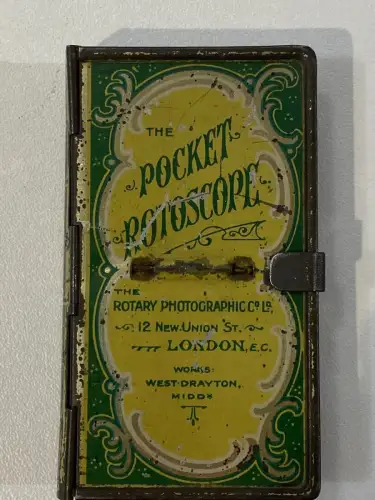 THE
POCKET
ROTOSCOPE
THE
ROTARY PHOTOGRAPHIC Cº Lº,
12 NEW UNION ST.
LONDON, E.C.
WORKS:
WEST-DRAYTON,
MIDDX